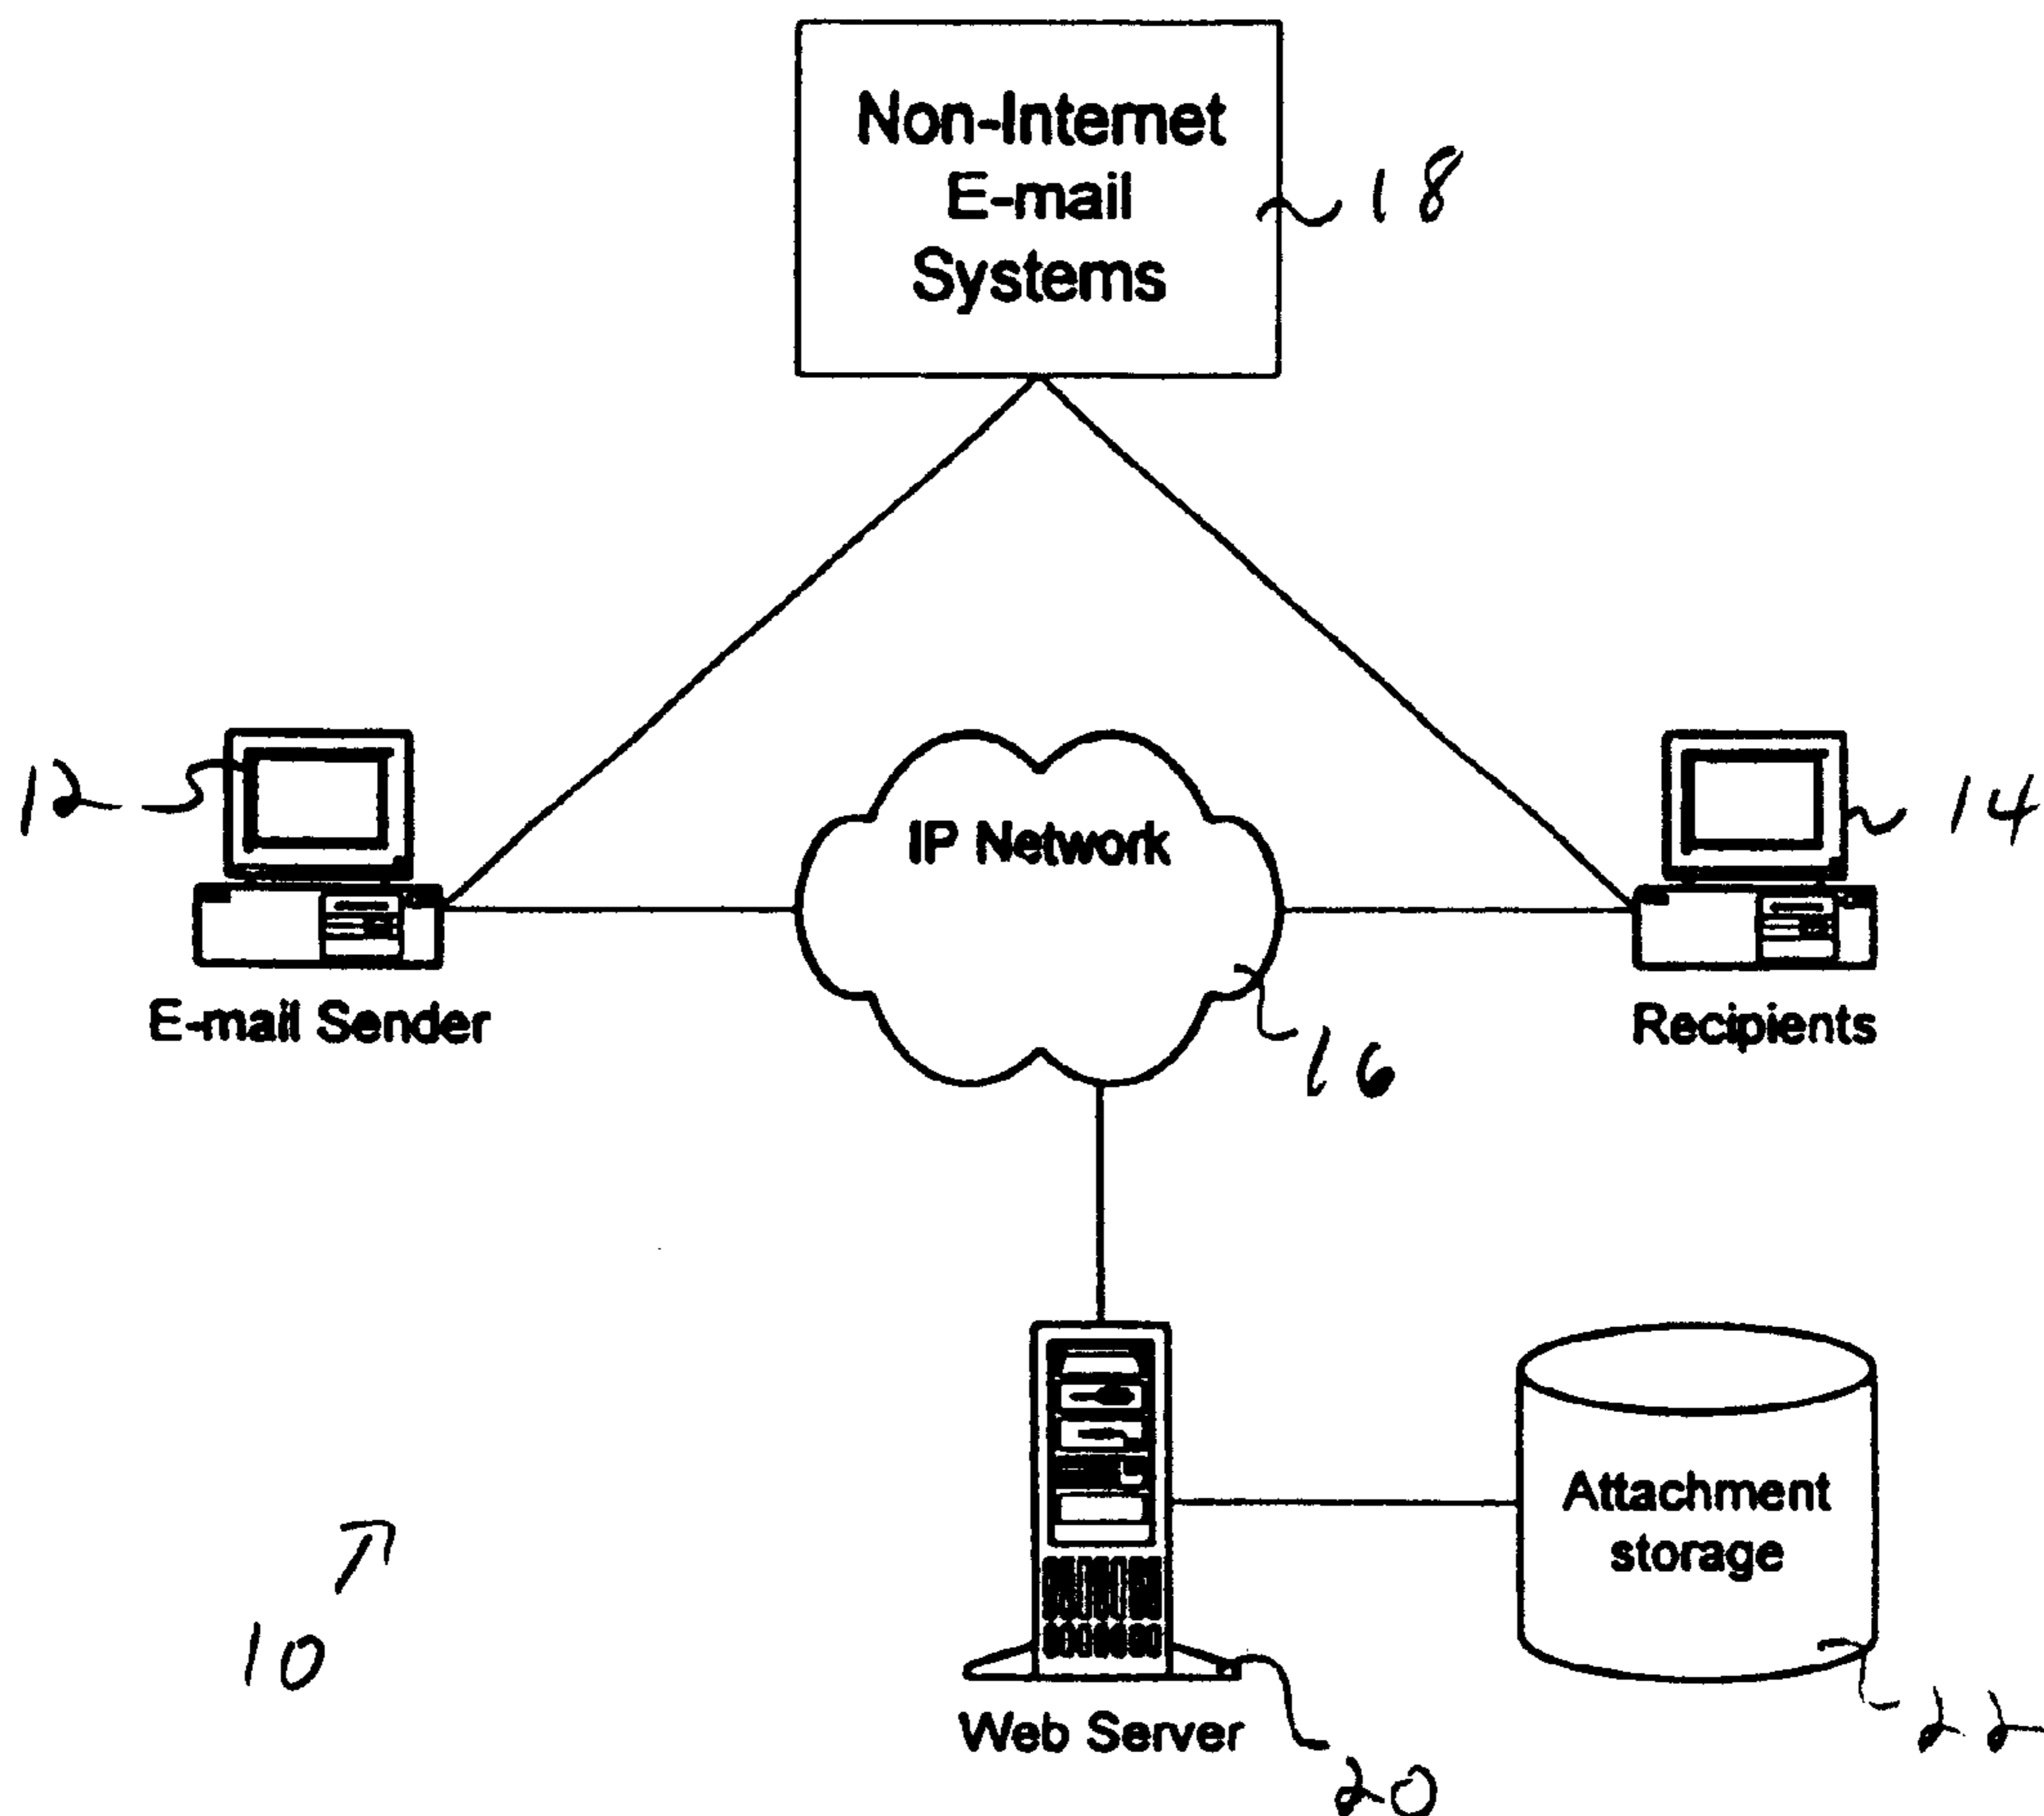 Non-Internet
E-mail
Systems
18
12
14
IP Network
E-mail Sender
Recipients
16
Attachment
storage
10
Web Server
20
22